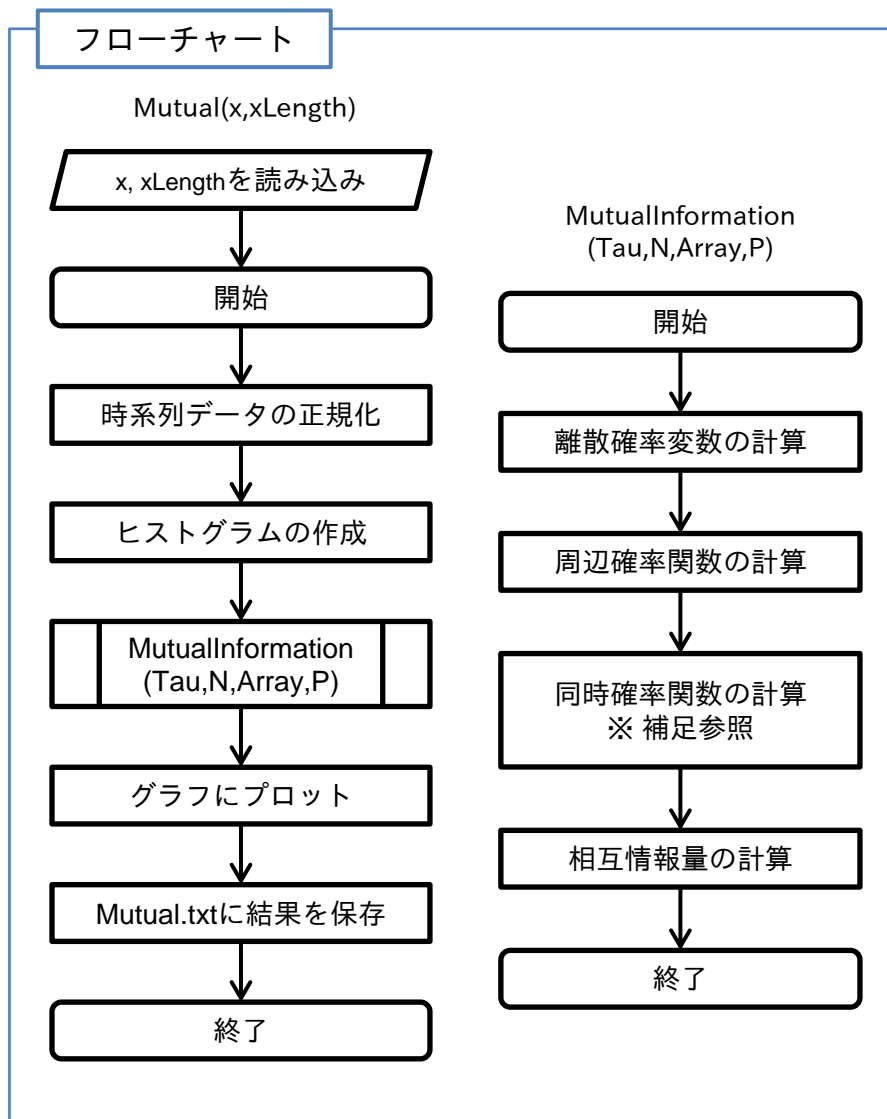 フローチャート
Mutual(x,xLength)
x, xLengthを読み込み
開始
時系列データの正規化
ヒストグラムの作成
MutualInformation
(Tau,N,Array,P)
グラフにプロット
Mutual.txtに結果を保存
終了
MutualInformation
(Tau,N,Array,P)
開始
離散確率変数の計算
周辺確率関数の計算
同時確率関数の計算
※ 補足参照
相互情報量の計算
終了